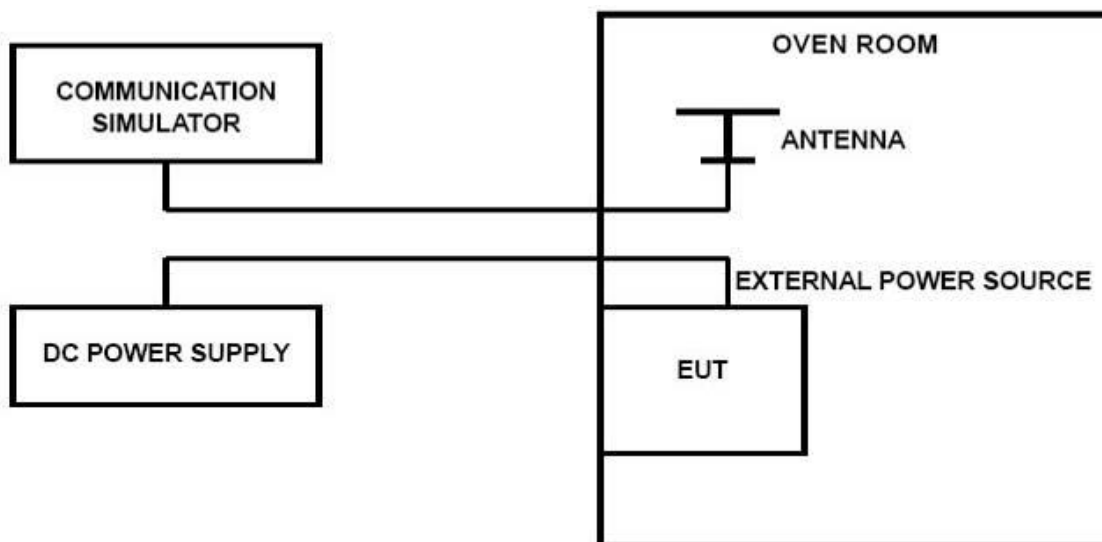 OVEN ROOM
COMMUNICATION
SIMULATOR
ANTENNA
EXTERNAL POWER SOURCE
DC POWER SUPPLY
EUT